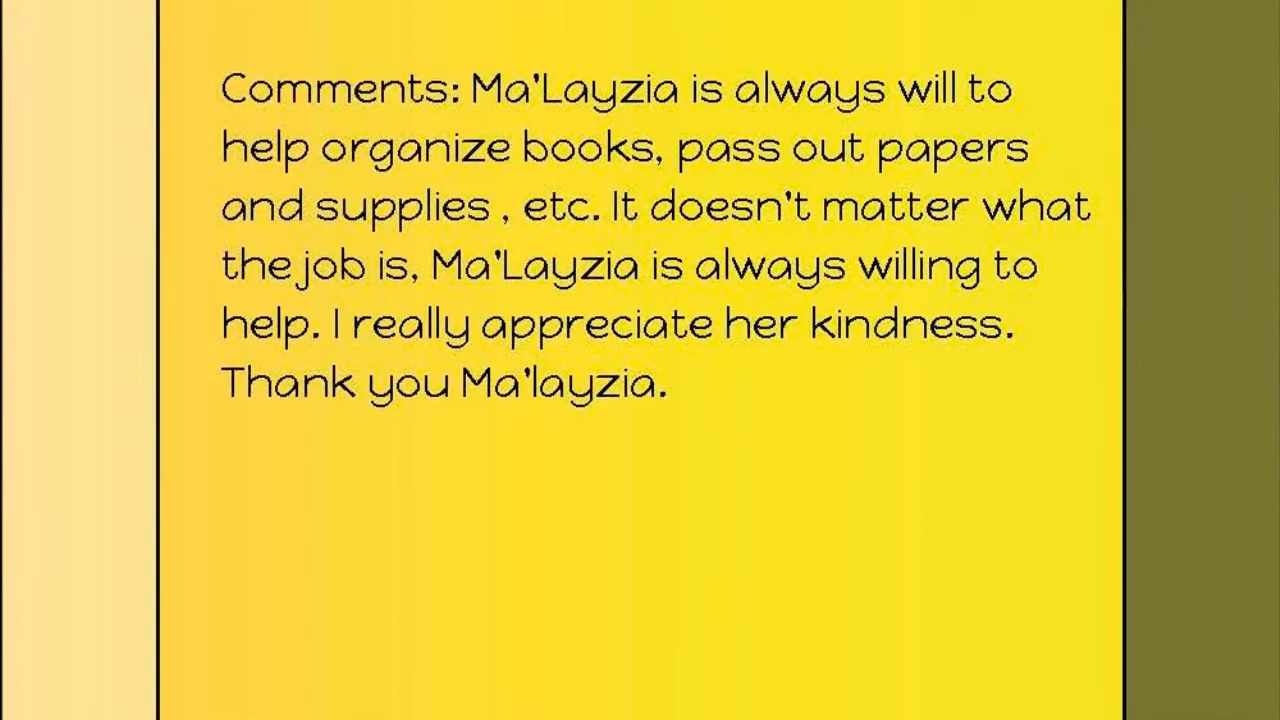 Comments: Ma'Layzia is always will to
help organize books, pass out papers
and supplies , etc. It doesn't matter what
the job is, Ma'Layzia is always willing to
help. I really appreciate her kindness.
Thank you Ma'layzia.